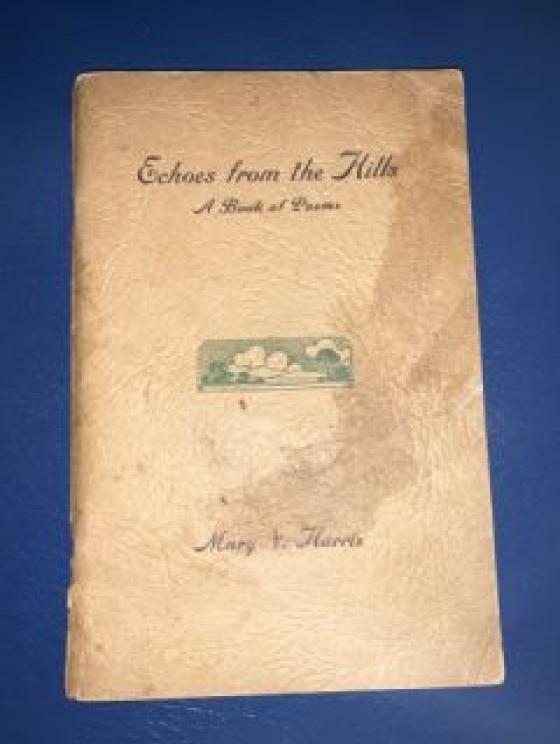 Echoes from the Hills
A Book of Poems
Mary V. Harris